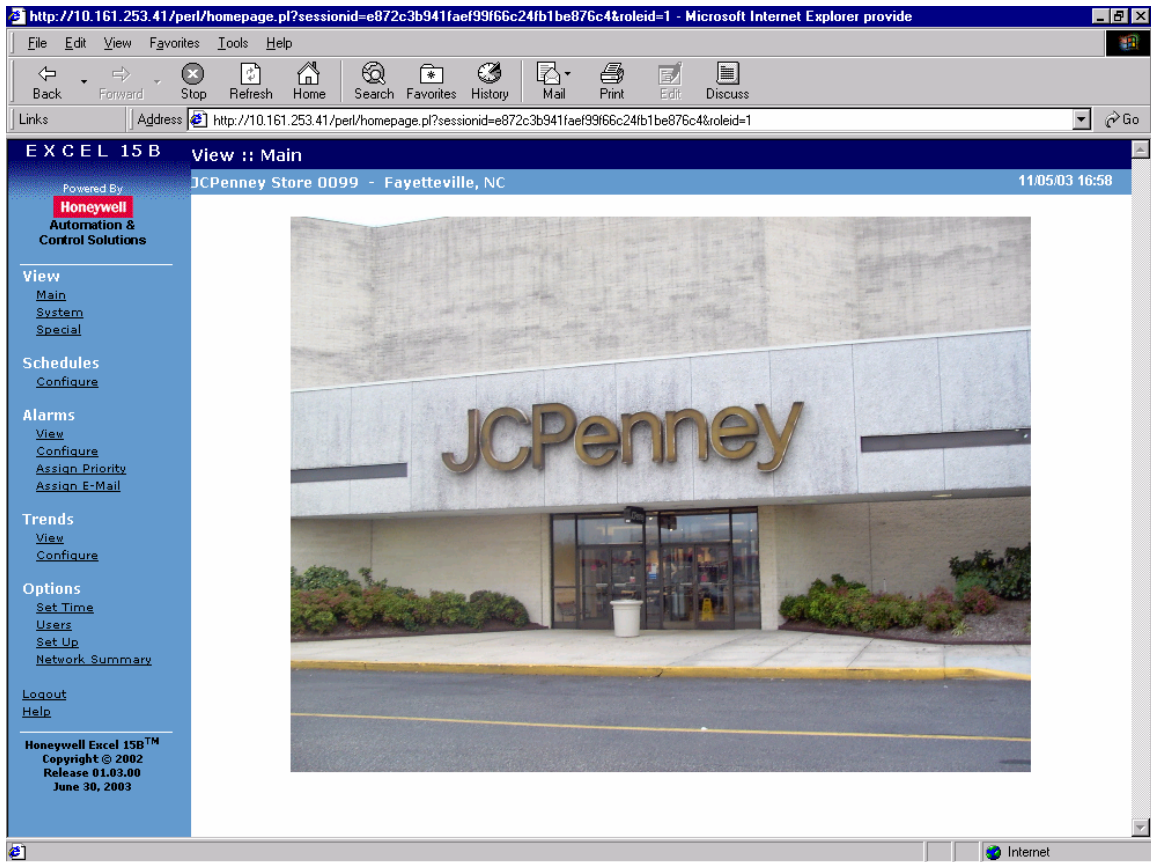 http://10.161.253.41/perl/homepage.pl?sessionid=e872c3b941faef99f66c24fb1be876c4&roleid=1 - Microsoft Internet Explorer provide
File Edit View Favorites Tools Help
Back Forward Stop Refresh Home Search Favorites History Mail Print Edit Discuss
Links Address http://10.161.253.41/perl/homepage.pl?sessionid=e872c3b941faef99f66c24fb1be876c4&roleid=1 Go
EXCEL 15B
Powered By
Honeywell
Automation &
Control Solutions
View
Main
System
Special
Schedules
Configure
Alarms
View
Configure
Assign Priority
Assign E-Mail
Trends
View
Configure
Options
Set Time
Users
Set Up
Network Summary
Logout
Help
Honeywell Excel 15B™
Copyright © 2002
Release 01.03.00
June 30, 2003
View :: Main
JCPenney Store 0099 - Fayetteville, NC 11/05/03 16:58
JCPenney
Internet